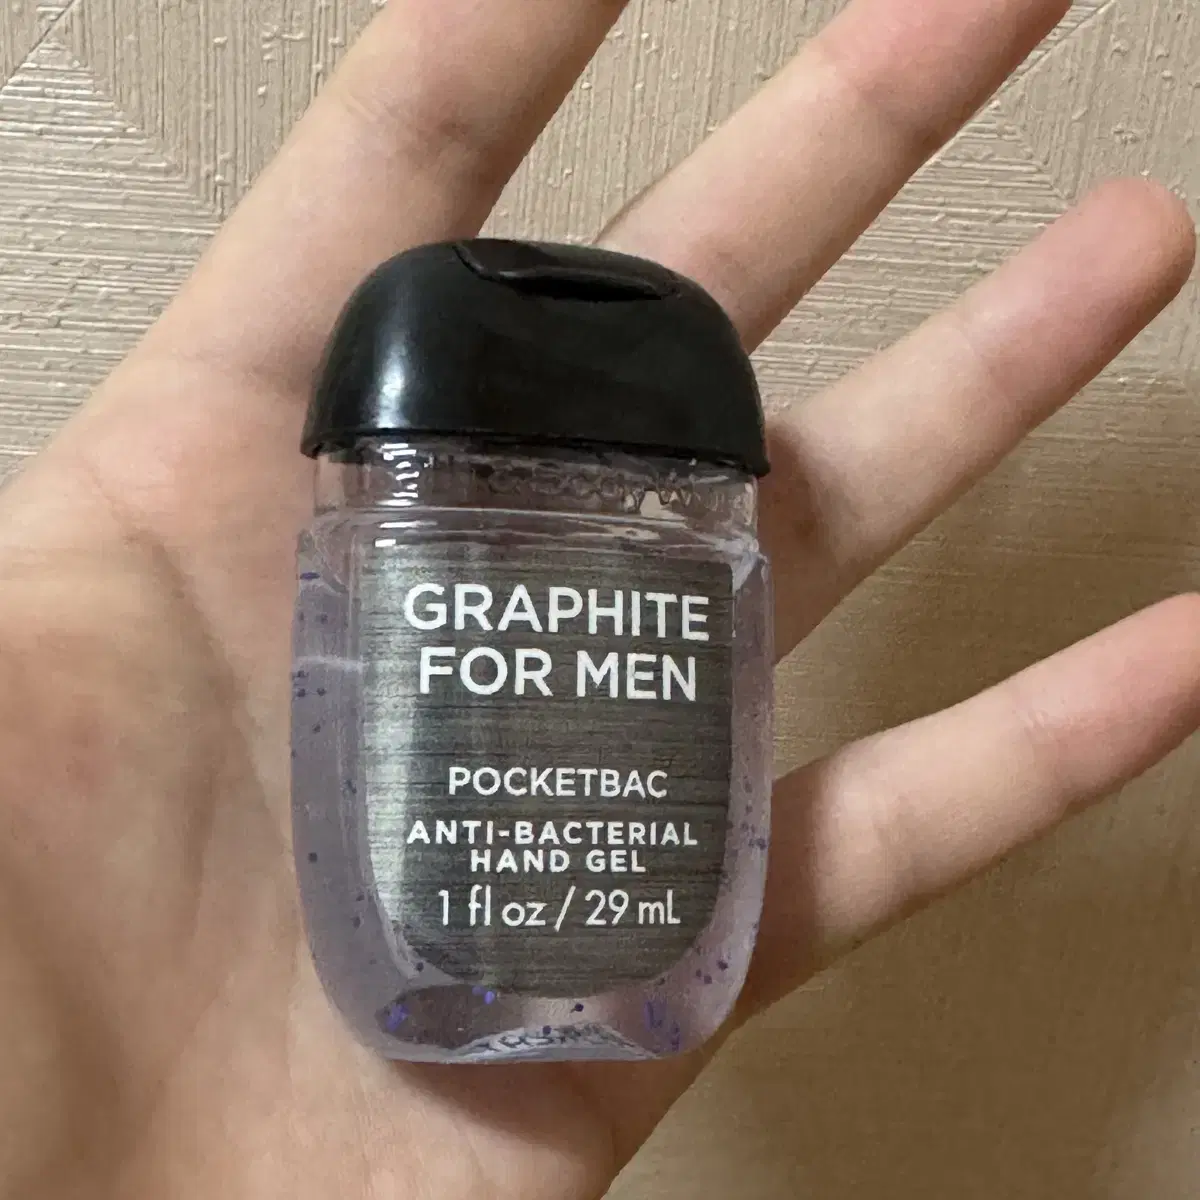 GRAPHITE
FOR MEN
POCKETBAC
ANTI-BACTERIAL
HAND GEL
1 fl oz / 29 mL